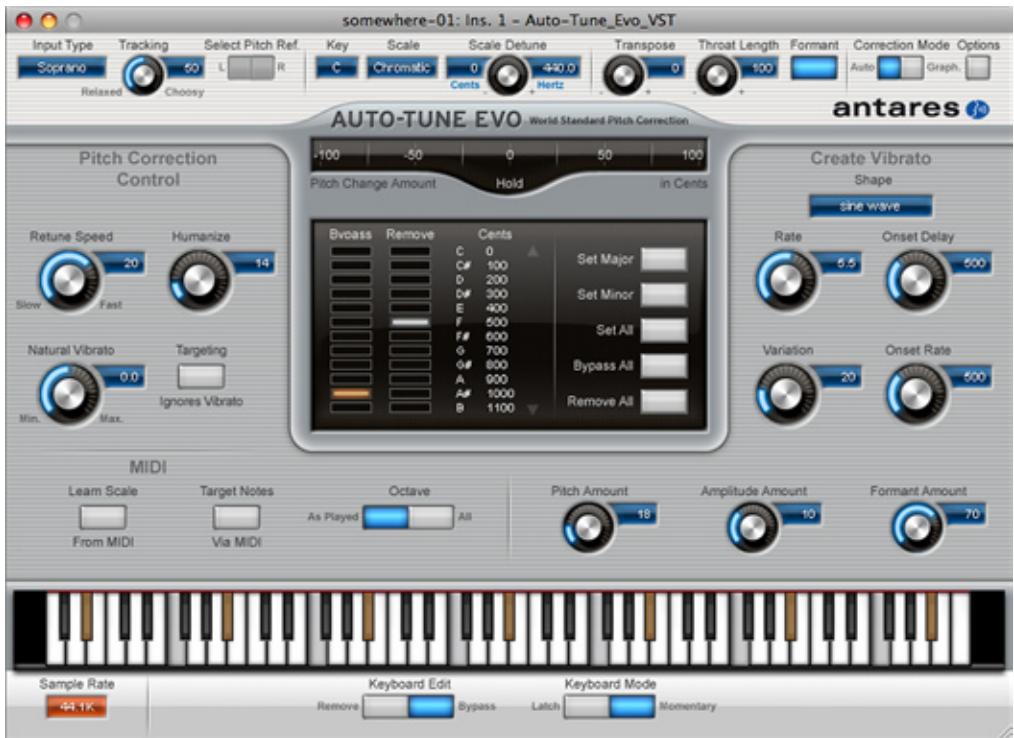 somewhere-01: Ins. 1 - Auto-Tune_Evo_VST
Input Type Tracking Select Pitch Ref. Key Scale Scale Detune Transpose Throat Length Formant Correction Mode Options
Soprano 50 L R C Chromatic 0 440.0 0 100 Auto Graph.
Relaxed Choosy Cents - + Hertz - + - +
antares
AUTO-TUNE EVO World Standard Pitch Correction
-100 -50 0 50 100
Pitch Change Amount Hold in Cents
Pitch Correction
Control
Retune Speed Humanize
20 14
Slow Fast
Natural Vibrato Targeting
0.0
Min. Max. Ignores Vibrato
Bypass Remove Cents
C 0
C# 100
D 200
D# 300
E 400
F 500
F# 600
G 700
G# 800
A 900
A# 1000
B 1100
Set Major
Set Minor
Set All
Bypass All
Remove All
Create Vibrato
Shape
sine wave
Rate Onset Delay
5.5 500
Variation Onset Rate
20 500
MIDI
Learn Scale Target Notes Octave
As Played All
From MIDI Via MIDI
Pitch Amount Amplitude Amount Formant Amount
18 10 70
Sample Rate Keyboard Edit Keyboard Mode
44.1K Remove Bypass Latch Momentary